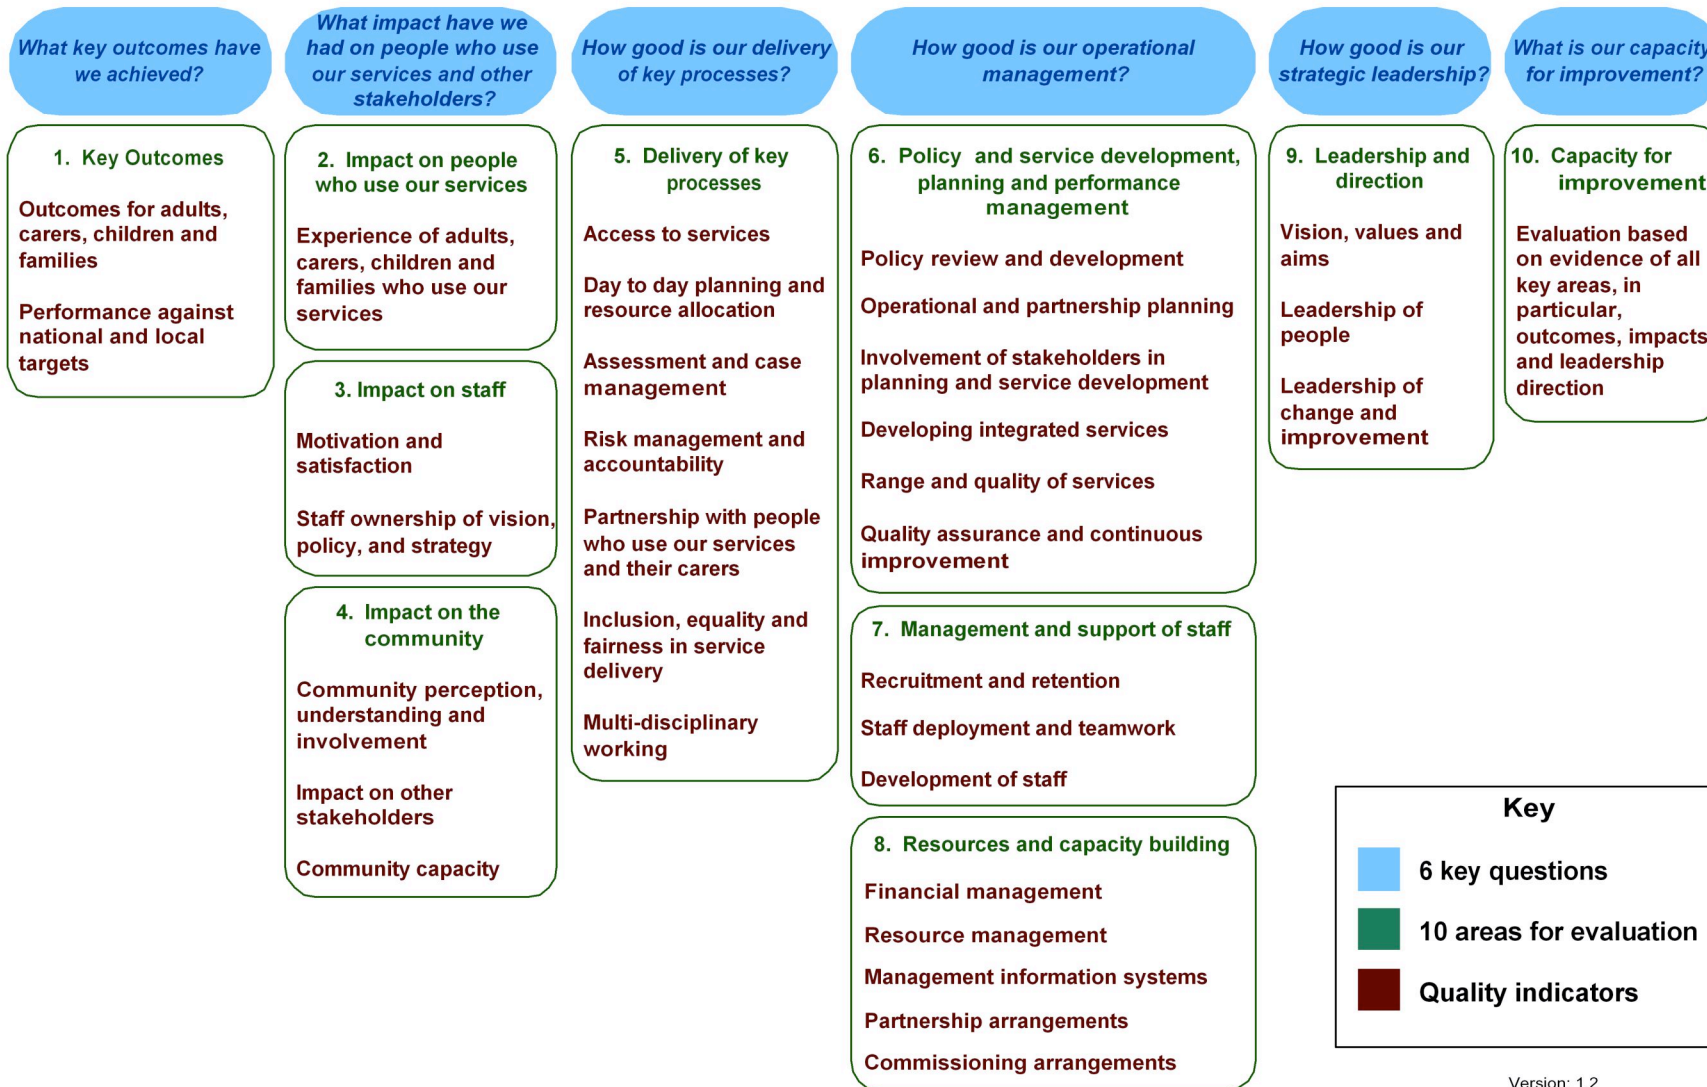 What key outcomes have
we achieved?
What impact have we
had on people who use
our services and other
stakeholders?
How good is our delivery
of key processes?
How good is our operational
management?
How good is our
strategic leadership?
What is our capacity
for improvement?
1. Key Outcomes
Outcomes for adults,
carers, children and
families
Performance against
national and local
targets
2. Impact on people
who use our services
Experience of adults,
carers, children and
families who use our
services
3. Impact on staff
Motivation and
satisfaction
Staff ownership of vision,
policy, and strategy
4. Impact on the
community
Community perception,
understanding and
involvement
Impact on other
stakeholders
Community capacity
5. Delivery of key
processes
Access to services
Day to day planning and
resource allocation
Assessment and case
management
Risk management and
accountability
Partnership with people
who use our services
and their carers
Inclusion, equality and
fairness in service
delivery
Multi-disciplinary
working
6. Policy and service development,
planning and performance
management
Policy review and development
Operational and partnership planning
Involvement of stakeholders in
planning and service development
Developing integrated services
Range and quality of services
Quality assurance and continuous
improvement
7. Management and support of staff
Recruitment and retention
Staff deployment and teamwork
Development of staff
8. Resources and capacity building
Financial management
Resource management
Management information systems
Partnership arrangements
Commissioning arrangements
9. Leadership and
direction
Vision, values and
aims
Leadership of
people
Leadership of
change and
improvement
10. Capacity for
improvement
Evaluation based
on evidence of all
key areas, in
particular,
outcomes, impacts
and leadership
direction
Key
6 key questions
10 areas for evaluation
Quality indicators
Version: 1.2